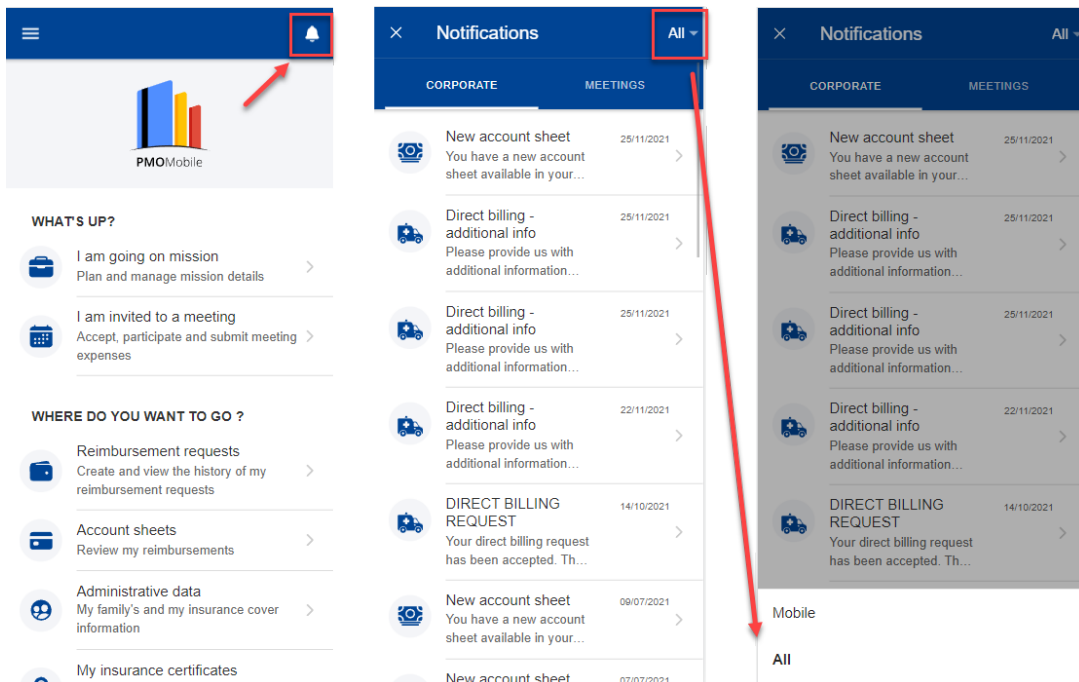 PMOMobile
WHAT'S UP?
I am going on mission
Plan and manage mission details
I am invited to a meeting
Accept, participate and submit meeting
expenses
WHERE DO YOU WANT TO GO ?
Reimbursement requests
Create and view the history of my
reimbursement requests
Account sheets
Review my reimbursements
Administrative data
My family's and my insurance cover
information
My insurance certificates
Notifications
All
CORPORATE
MEETINGS
New account sheet
25/11/2021
You have a new account
sheet available in your...
Direct billing -
25/11/2021
additional info
Please provide us with
additional information...
Direct billing -
25/11/2021
additional info
Please provide us with
additional information...
Direct billing -
22/11/2021
additional info
Please provide us with
additional information...
DIRECT BILLING
14/10/2021
REQUEST
Your direct billing request
has been accepted. Th...
New account sheet
09/07/2021
You have a new account
sheet available in your...
New account sheet
07/07/2021
Notifications
All
CORPORATE
MEETINGS
New account sheet
25/11/2021
You have a new account
sheet available in your...
Direct billing -
25/11/2021
additional info
Please provide us with
additional information...
Direct billing -
25/11/2021
additional info
Please provide us with
additional information...
Direct billing -
22/11/2021
additional info
Please provide us with
additional information...
DIRECT BILLING
14/10/2021
REQUEST
Your direct billing request
has been accepted. Th...
Mobile
All